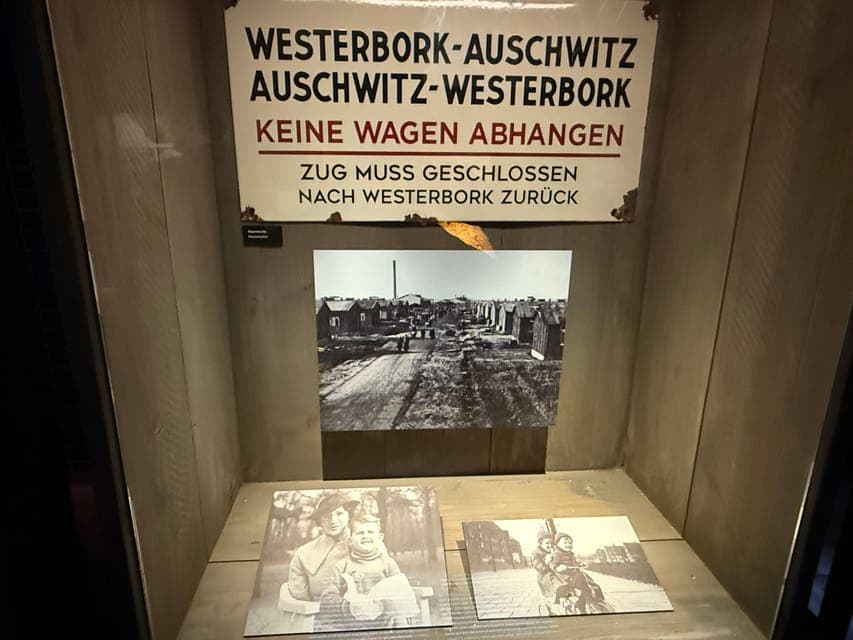 WESTERBORK-AUSCHWITZ
AUSCHWITZ-WESTERBORK
KEINE WAGEN ABHANGEN
ZUG MUSS GESCHLOSSEN
NACH WESTERBORK ZURÜCK